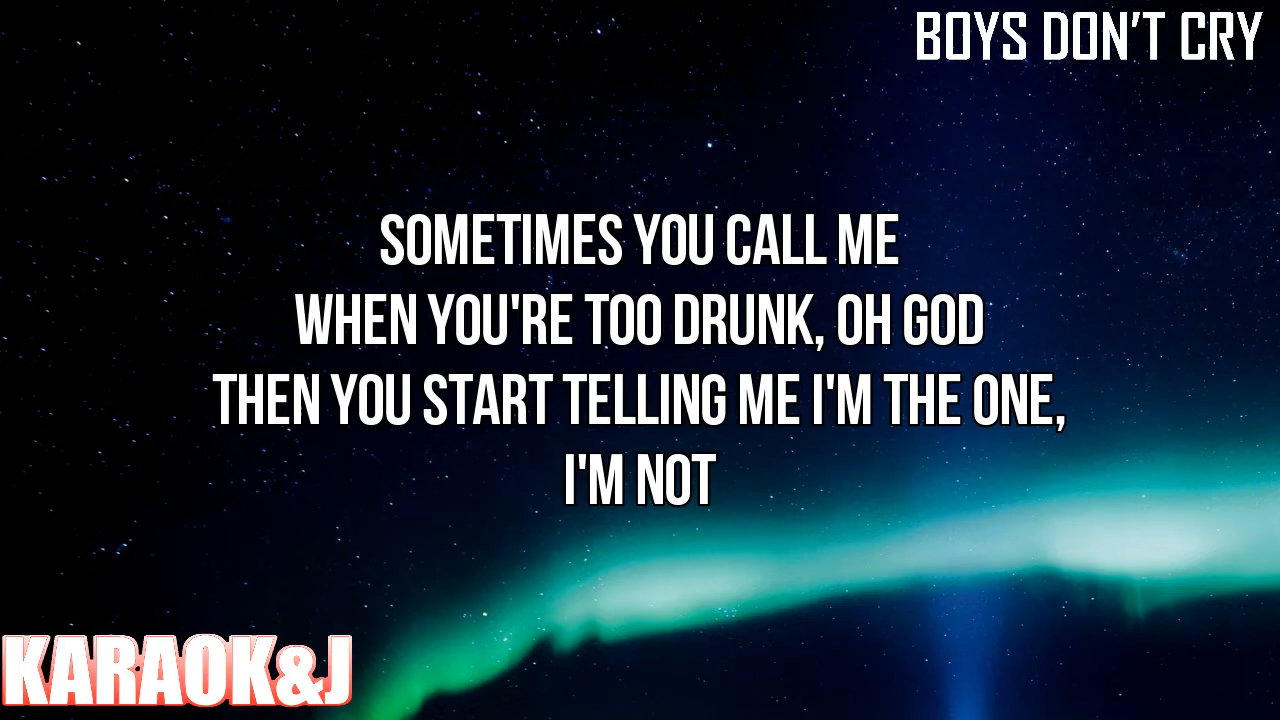 BOYS DON'T CRY
SOMETIMES YOU CALL ME
WHEN YOU'RE TOO DRUNK, OH GOD
THEN YOU START TELLING ME I'M THE ONE,
I'M NOT
KARAOK&J